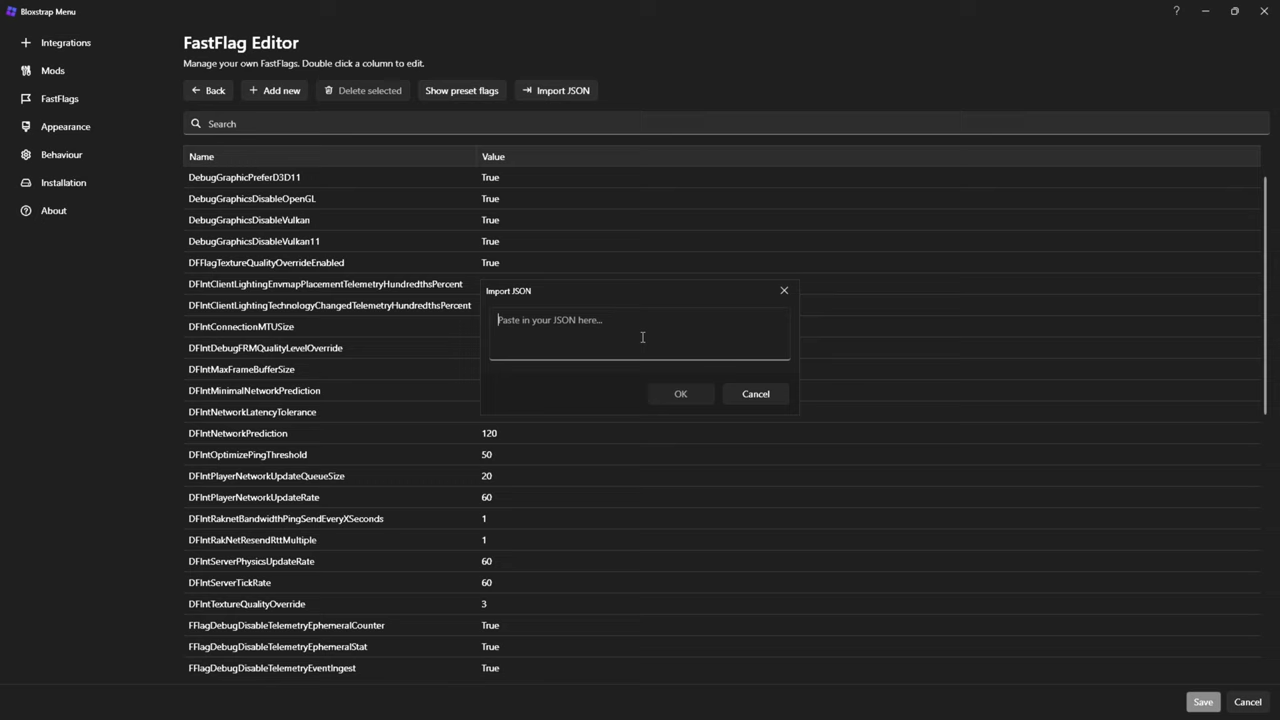 Bloxstrap Menu
?
Integrations
Mods
FastFlags
Appearance
Behaviour
Installation
About
FastFlag Editor
Manage your own FastFlags. Double click a column to edit.
Back
Add new
Delete selected
Show preset flags
Import JSON
Search
Name Value
DebugGraphicPreferD3D11 True
DebugGraphicsDisableOpenGL True
DebugGraphicsDisableVulkan True
DebugGraphicsDisableVulkan11 True
DFFlagTextureQualityOverrideEnabled True
DFIntClientLightingEnvmapPlacementTelemetryHundredthsPercent
DFIntClientLightingTechnologyChangedTelemetryHundredthsPercent
DFIntConnectionMTUSize
DFIntDebugFRMQualityLevelOverride
DFIntMaxFrameBufferSize
DFIntMinimalNetworkPrediction
DFIntNetworkLatencyTolerance
DFIntNetworkPrediction 120
DFIntOptimizePingThreshold 50
DFIntPlayerNetworkUpdateQueueSize 20
DFIntPlayerNetworkUpdateRate 60
DFIntRaknetBandwidthPingSendEveryXSeconds 1
DFIntRakNetResendRttMultiple 1
DFIntServerPhysicsUpdateRate 60
DFIntServerTickRate 60
DFIntTextureQualityOverride 3
FFlagDebugDisableTelemetryEphemeralCounter True
FFlagDebugDisableTelemetryEphemeralStat True
FFlagDebugDisableTelemetryEventIngest True
Import JSON
Paste in your JSON here...
OK
Cancel
Save
Cancel